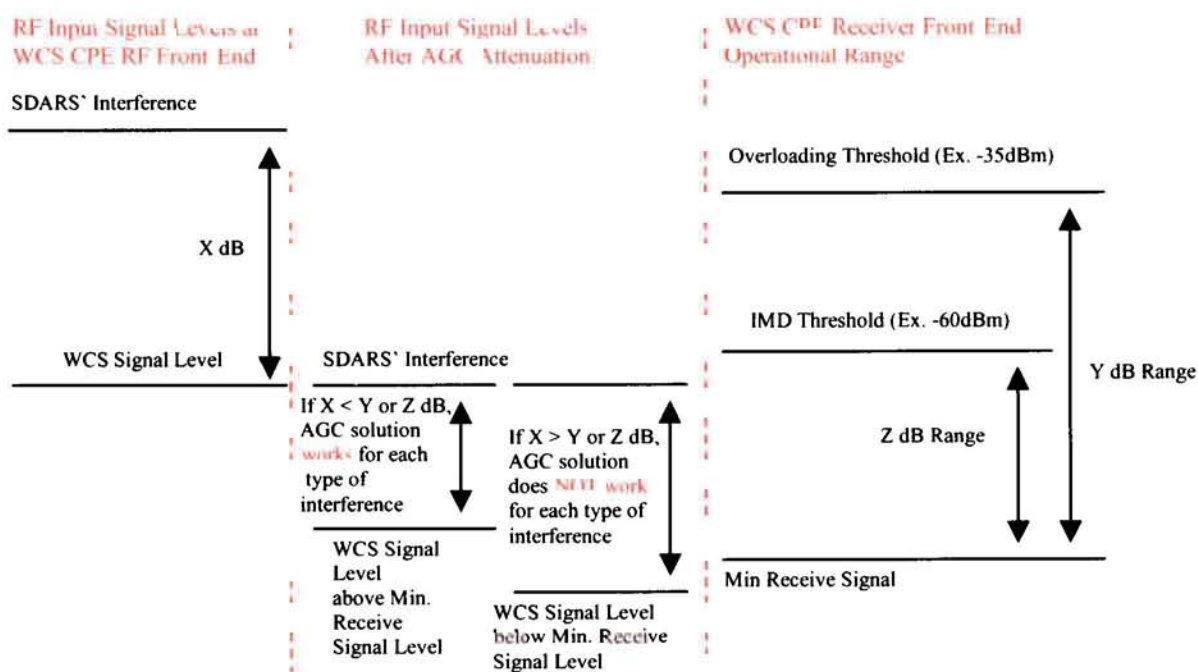 RF Input Signal Levels at
WCS CPE RF Front End
RF Input Signal Levels
After AGC Attenuation
WCS CPE Receiver Front End
Operational Range
SDARS` Interference
X dB
WCS Signal Level
SDARS` Interference
If X < Y or Z dB,
AGC solution
works for each
type of
interference
WCS Signal
Level
above Min.
Receive
Signal Level
If X > Y or Z dB,
AGC solution
does NOT work
for each type of
interference
WCS Signal Level
below Min. Receive
Signal Level
Overloading Threshold (Ex. -35dBm)
IMD Threshold (Ex. -60dBm)
Y dB Range
Z dB Range
Min Receive Signal